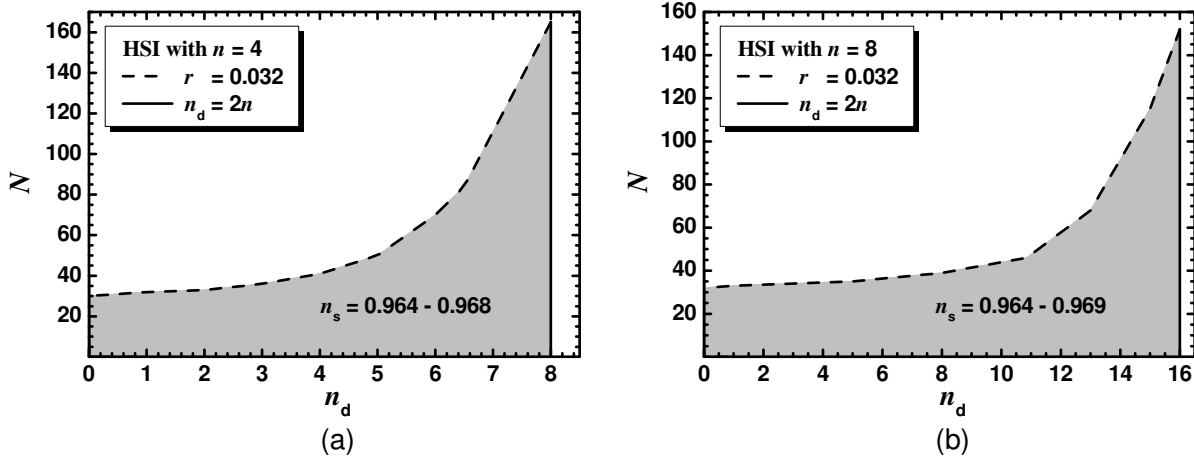 HSI with n = 4
r = 0.032
n_d = 2n
N
160
140
120
100
80
60
40
20
n_s = 0.964 - 0.968
0 1 2 3 4 5 6 7 8
n_d
(a)
HSI with n = 8
r = 0.032
n_d = 2n
N
160
140
120
100
80
60
40
20
n_s = 0.964 - 0.969
0 2 4 6 8 10 12 14 16
n_d
(b)